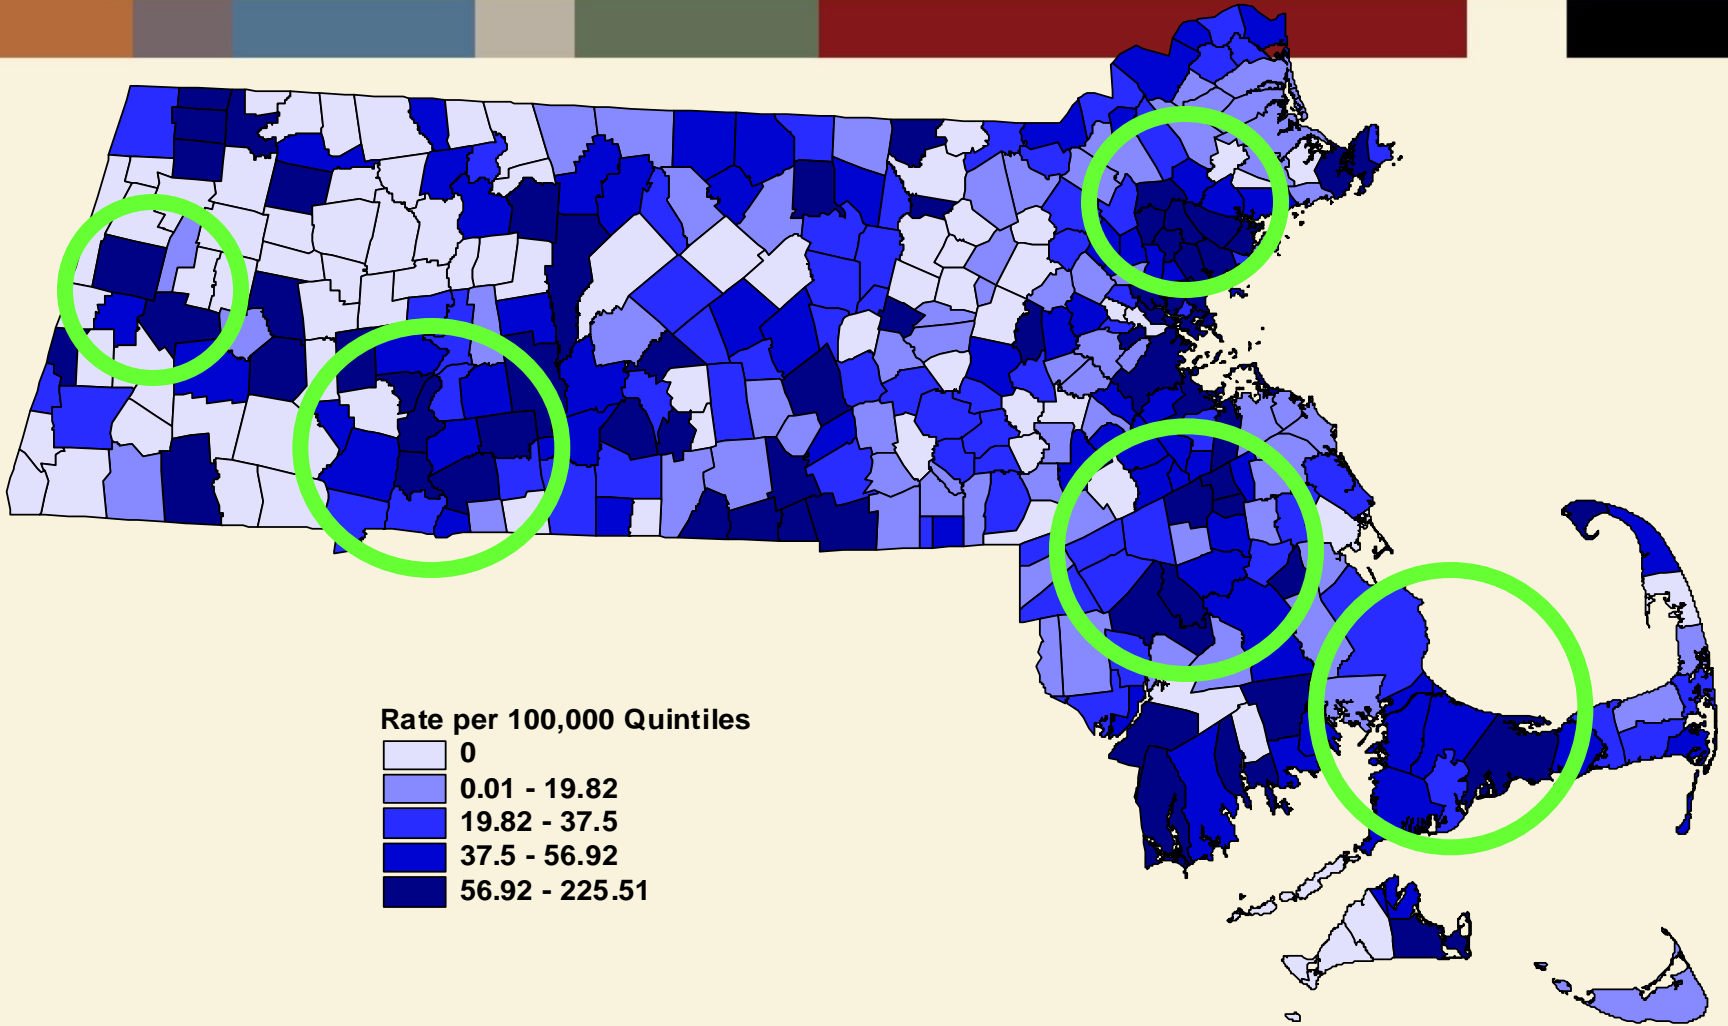 Rate per 100,000 Quintiles
0
0.01 - 19.82
19.82 - 37.5
37.5 - 56.92
56.92 - 225.51